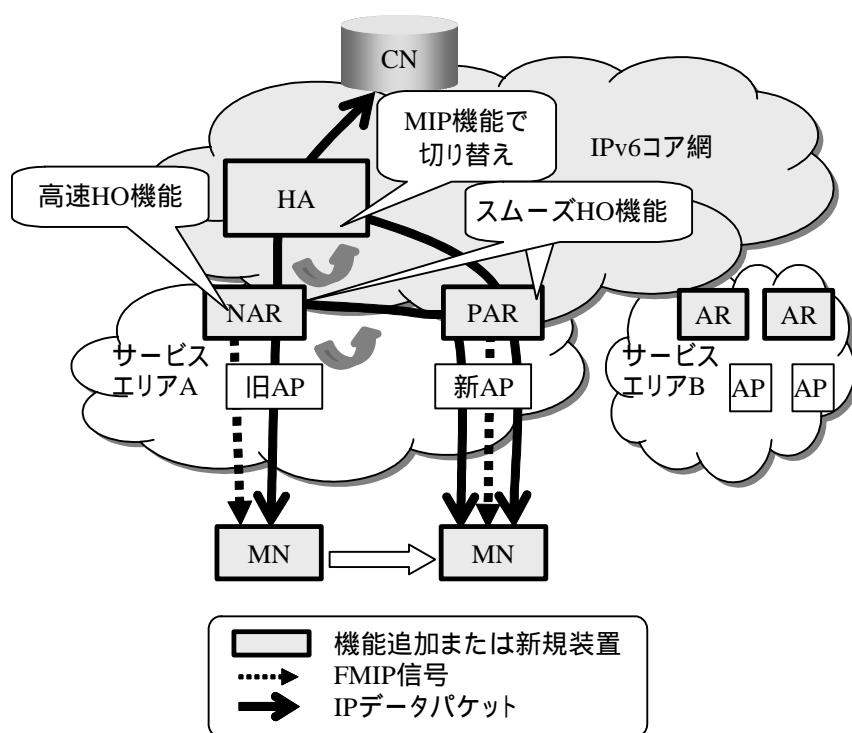 CN
MIP機能で
切り替え
IPv6コア網
高速HO機能
HA
スムーズHO機能
NAR
PAR
AR
AR
サービス
エリアA
旧AP
新AP
サービス
エリアB
AP
AP
MN
MN
機能追加または新規装置
FMIP信号
IPデータパケット